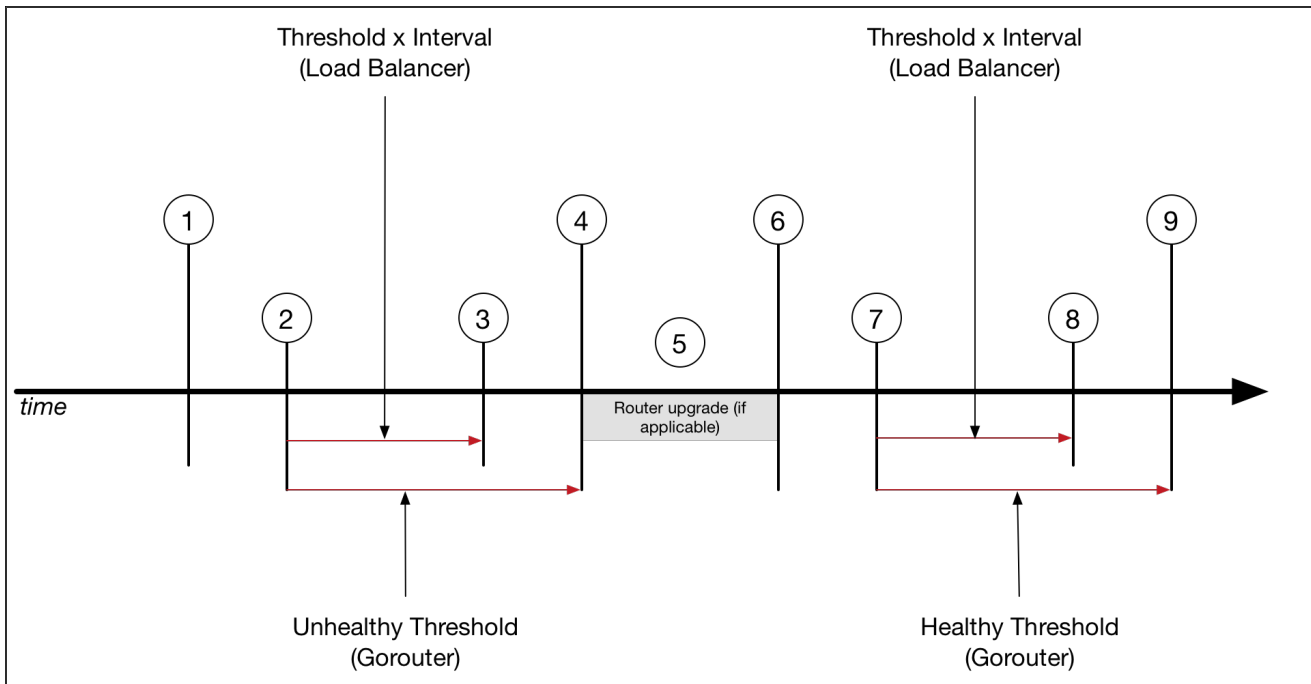 Threshold x Interval
(Load Balancer)
Threshold x Interval
(Load Balancer)
1
4
6
9
2
3
5
7
8
time
Router upgrade (if
applicable)
Unhealthy Threshold
(Gorouter)
Healthy Threshold
(Gorouter)